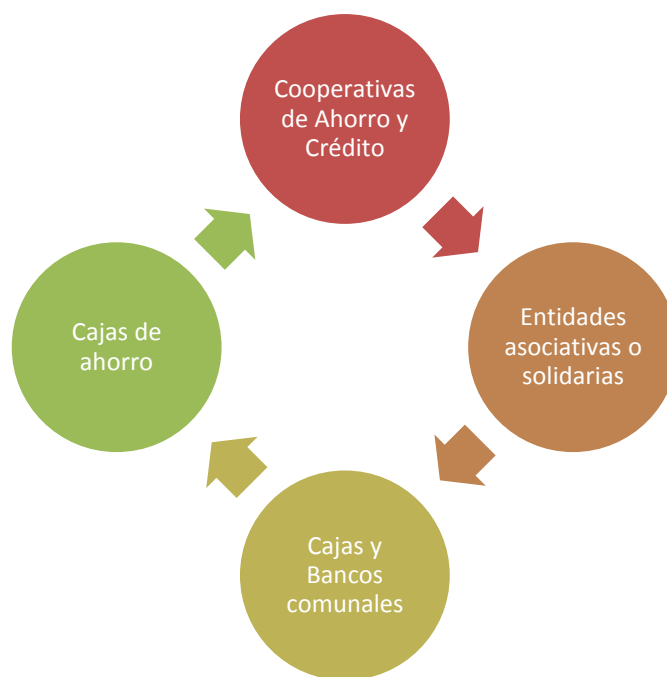 Cooperativas
de Ahorro y
Crédito
Entidades
asociativas o
solidarias
Cajas y
Bancos
comunales
Cajas de
ahorro